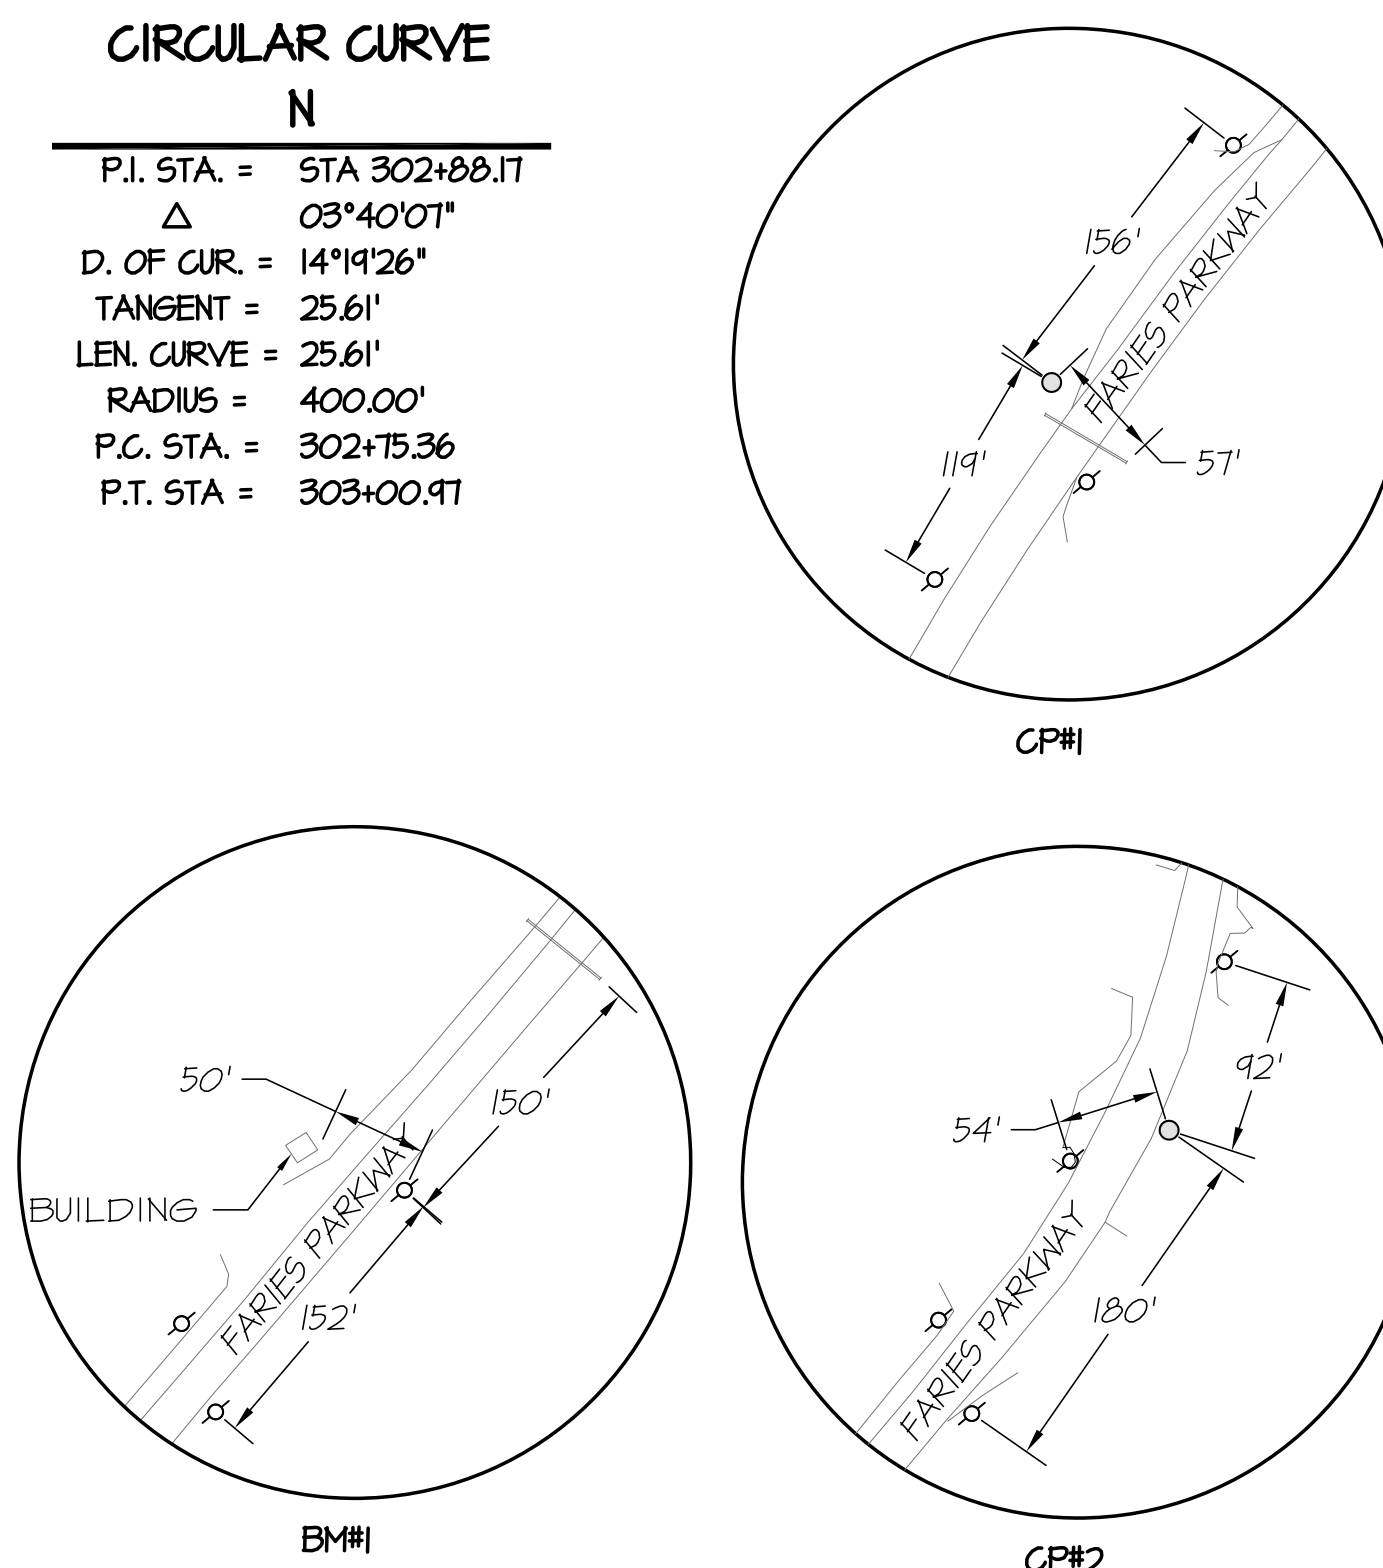 CIRCULAR CURVE
N
P.I. STA. = STA 302+88.17
△ 03°40'07"
D. OF CUR. = 14°19'26"
TANGENT = 25.61'
LEN. CURVE = 25.61'
RADIUS = 400.00'
P.C. STA. = 302+75.36
P.T. STA = 303+00.97
156'
FARIES PARKWAY
119'
57'
CP#1
50'
150'
BUILDING
FARIES PARKWAY
152'
BM#1
92'
54'
180'
FARIES PARKWAY
CP#2